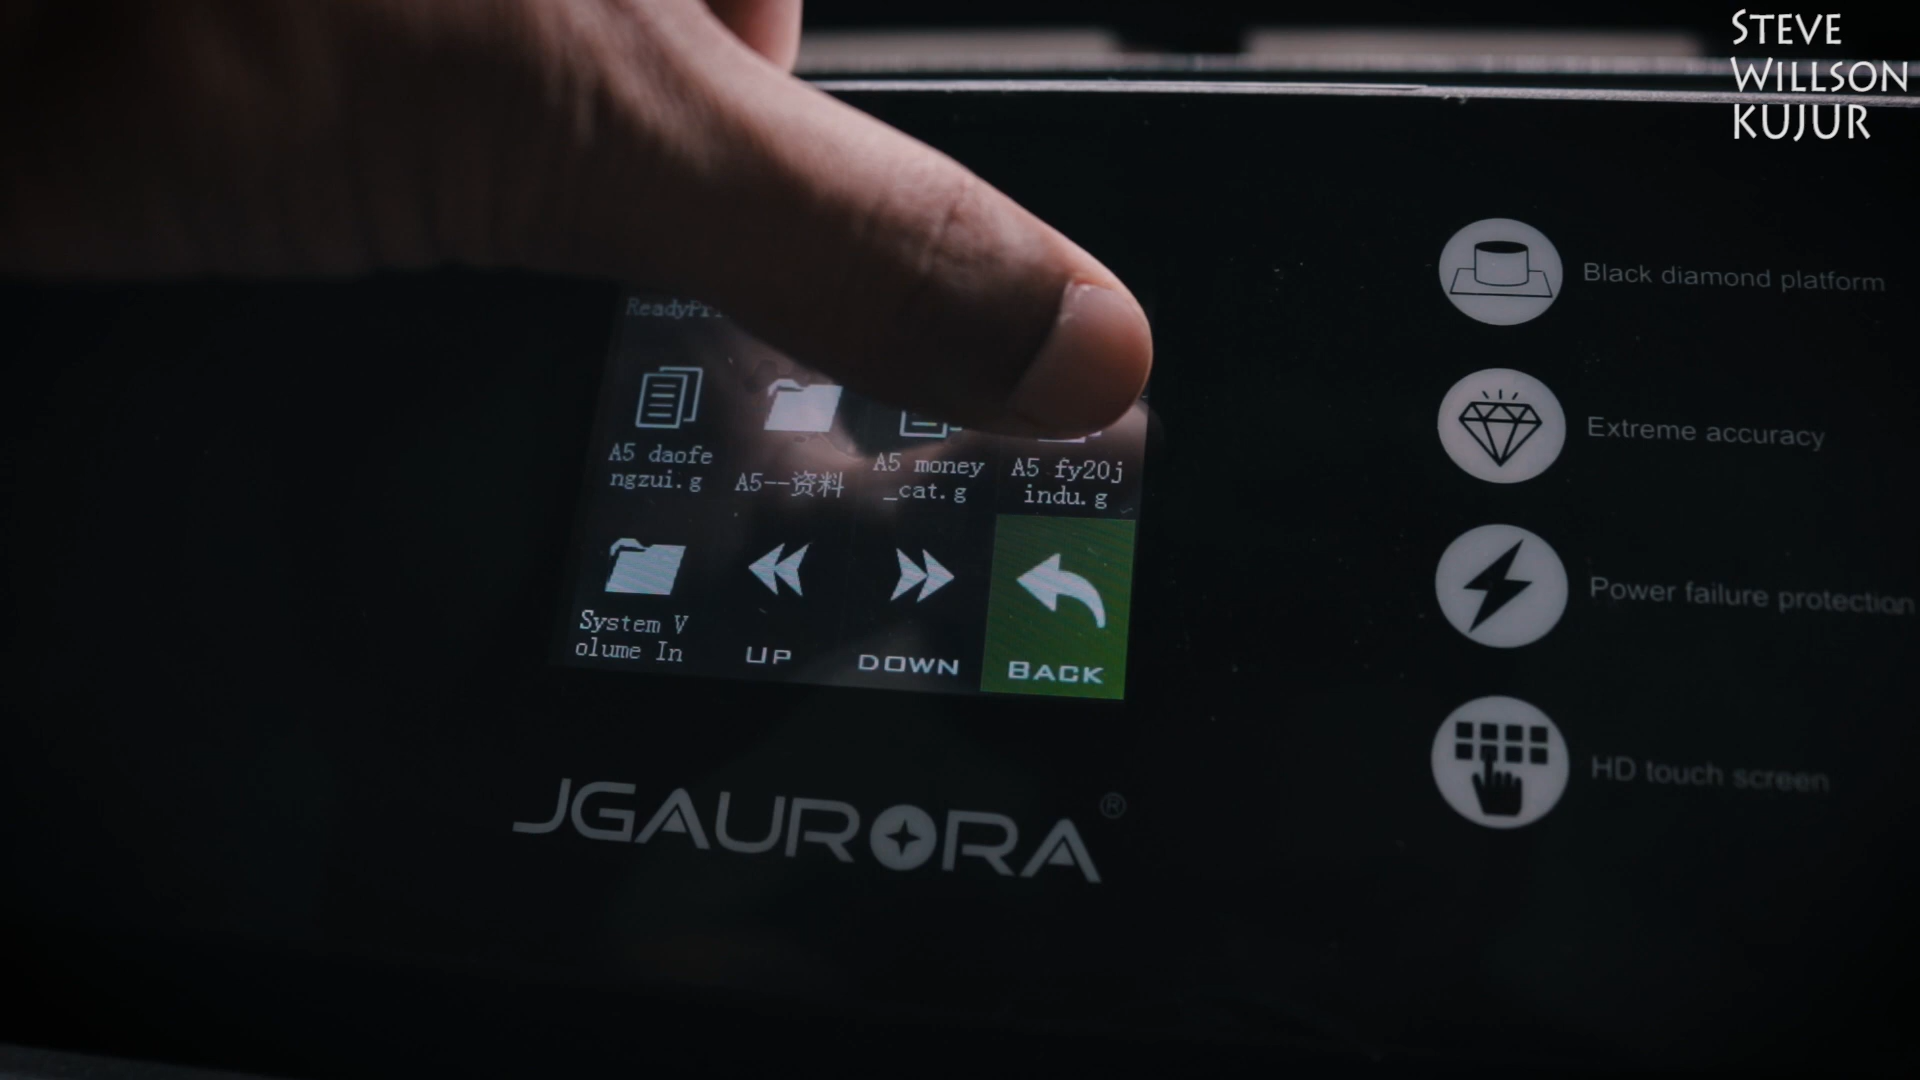 STEVE
WILLSON
KUJUR
Black diamond platform
Extreme accuracy
Power failure protection
HD touch screen
A5 daofe
ngzui.g
A5--资料
A5 money
_cat.g
A5 fy20j
indu.g
System V
olume In
UP
DOWN
BACK
JGAURORA®